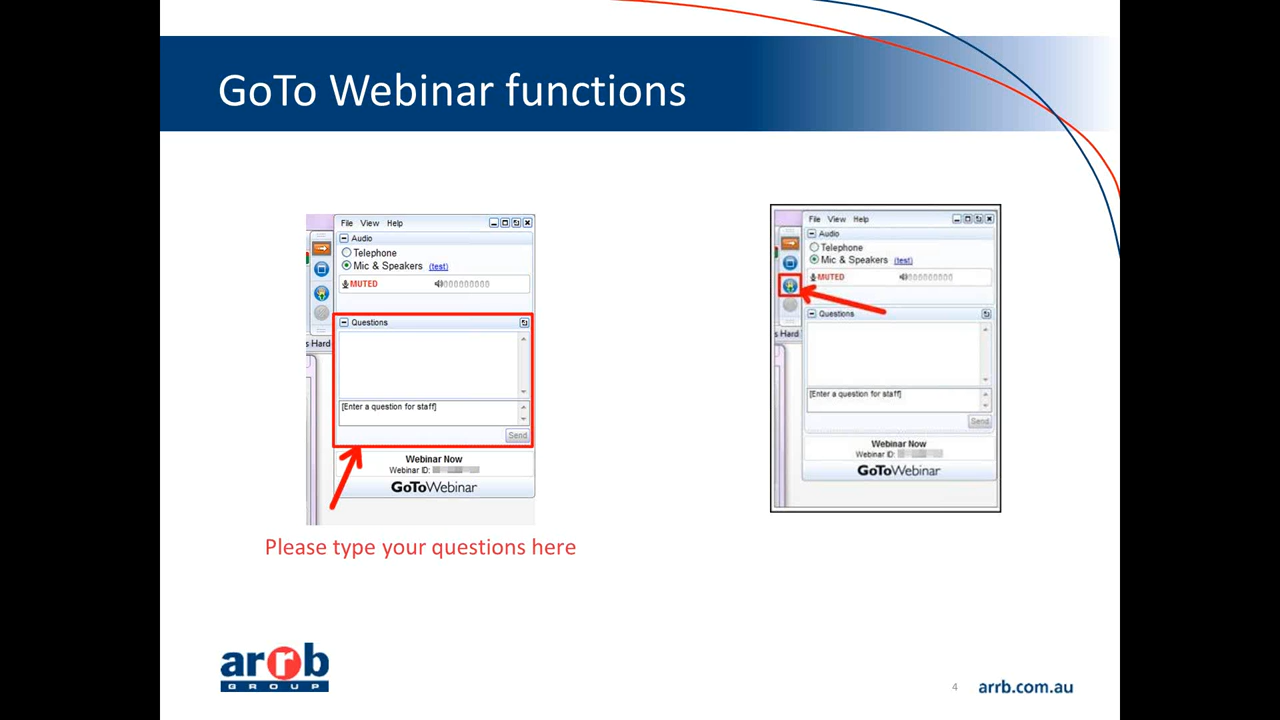 GoTo Webinar functions
File View Help
Audio
Telephone
Mic & Speakers (test)
MUTED
Questions
[Enter a question for staff]
Send
Webinar Now
Webinar ID:
GoToWebinar
s Hard
Please type your questions here
File View Help
Audio
Telephone
Mic & Speakers (test)
MUTED
Questions
s Hard
[Enter a question for staff]
Send
Webinar Now
Webinar ID:
GoToWebinar
arrb
GROUP
4
arrb.com.au